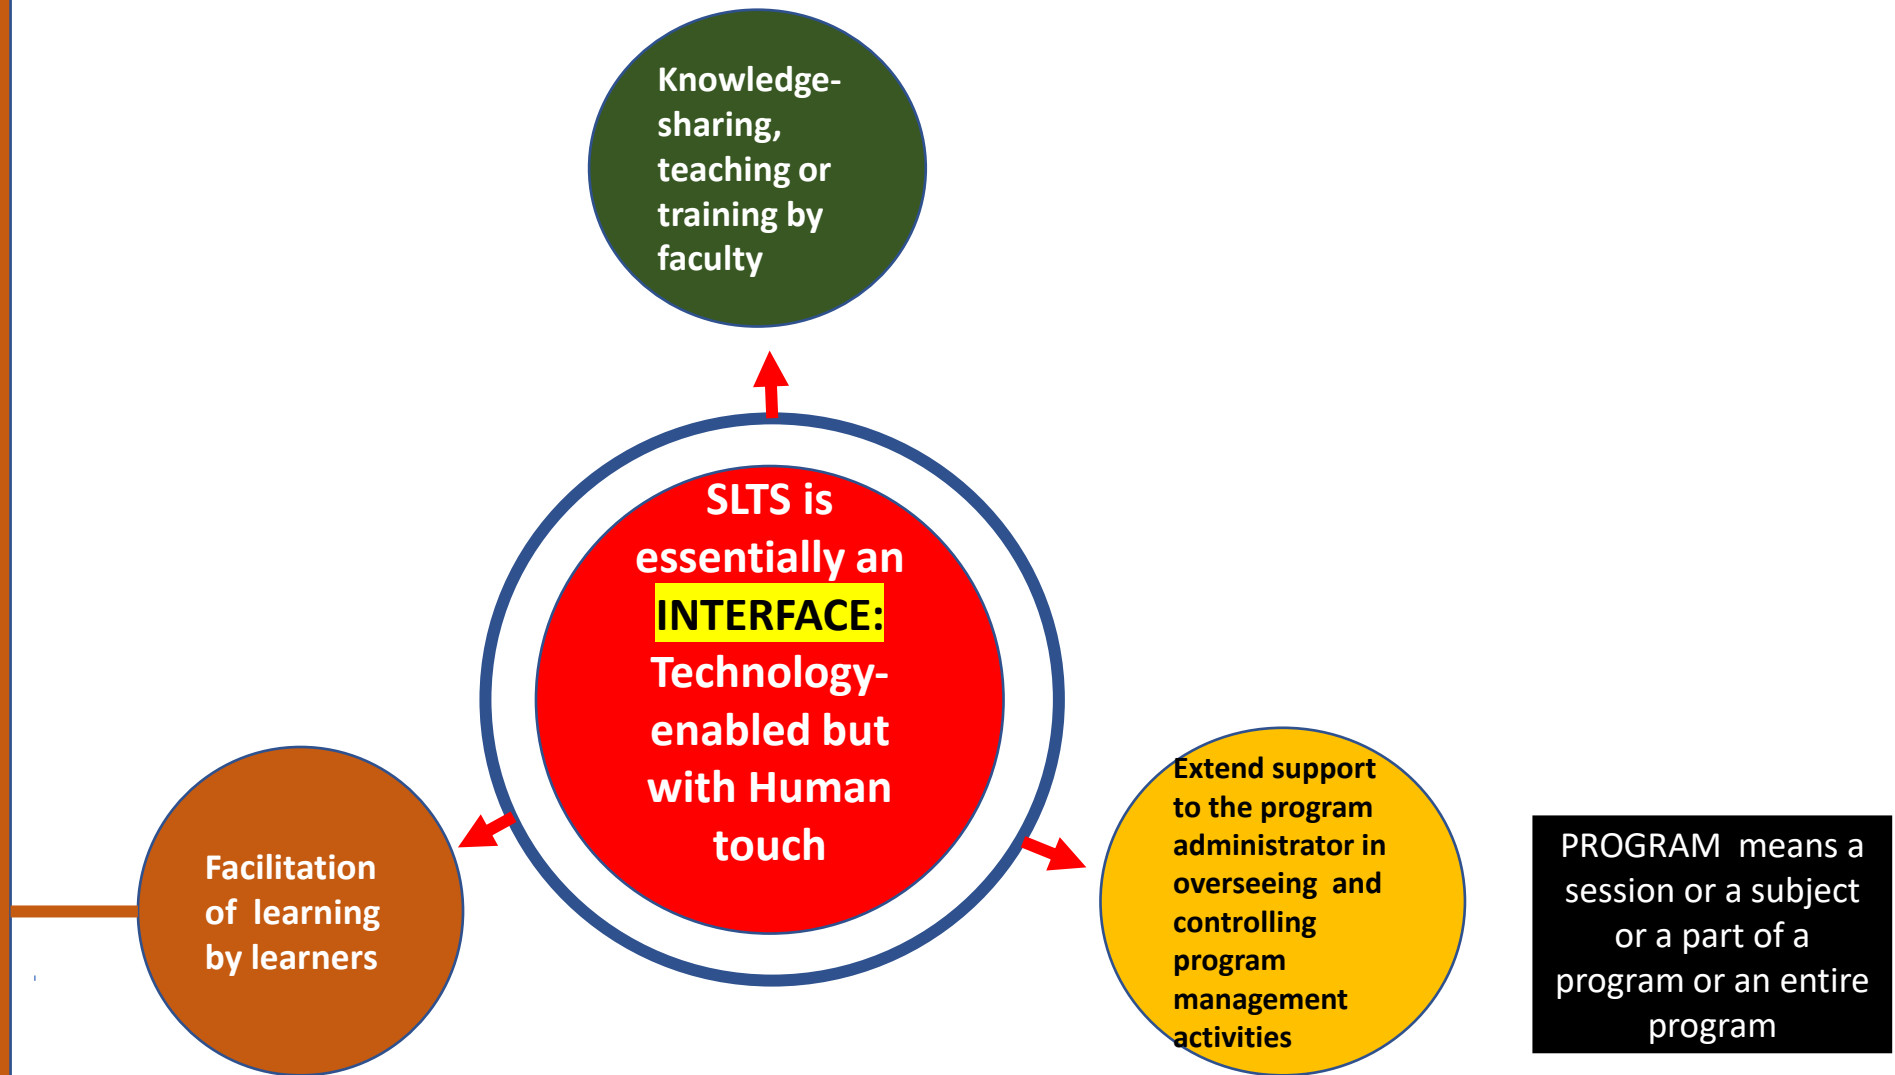 Knowledge-
sharing,
teaching or
training by
faculty
SLTS is
essentially an
INTERFACE:
Technology-
enabled but
with Human
touch
Facilitation
of learning
by learners
Extend support
to the program
administrator in
overseeing and
controlling
program
management
activities
PROGRAM means a
session or a subject
or a part of a
program or an entire
program